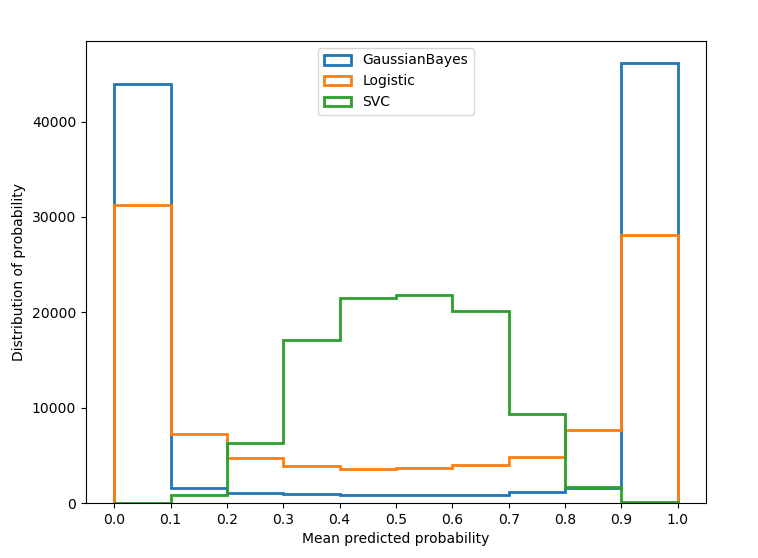 GaussianBayes
Logistic
SVC
Distribution of probability
40000
30000
20000
10000
0
0.0 0.1 0.2 0.3 0.4 0.5 0.6 0.7 0.8 0.9 1.0
Mean predicted probability